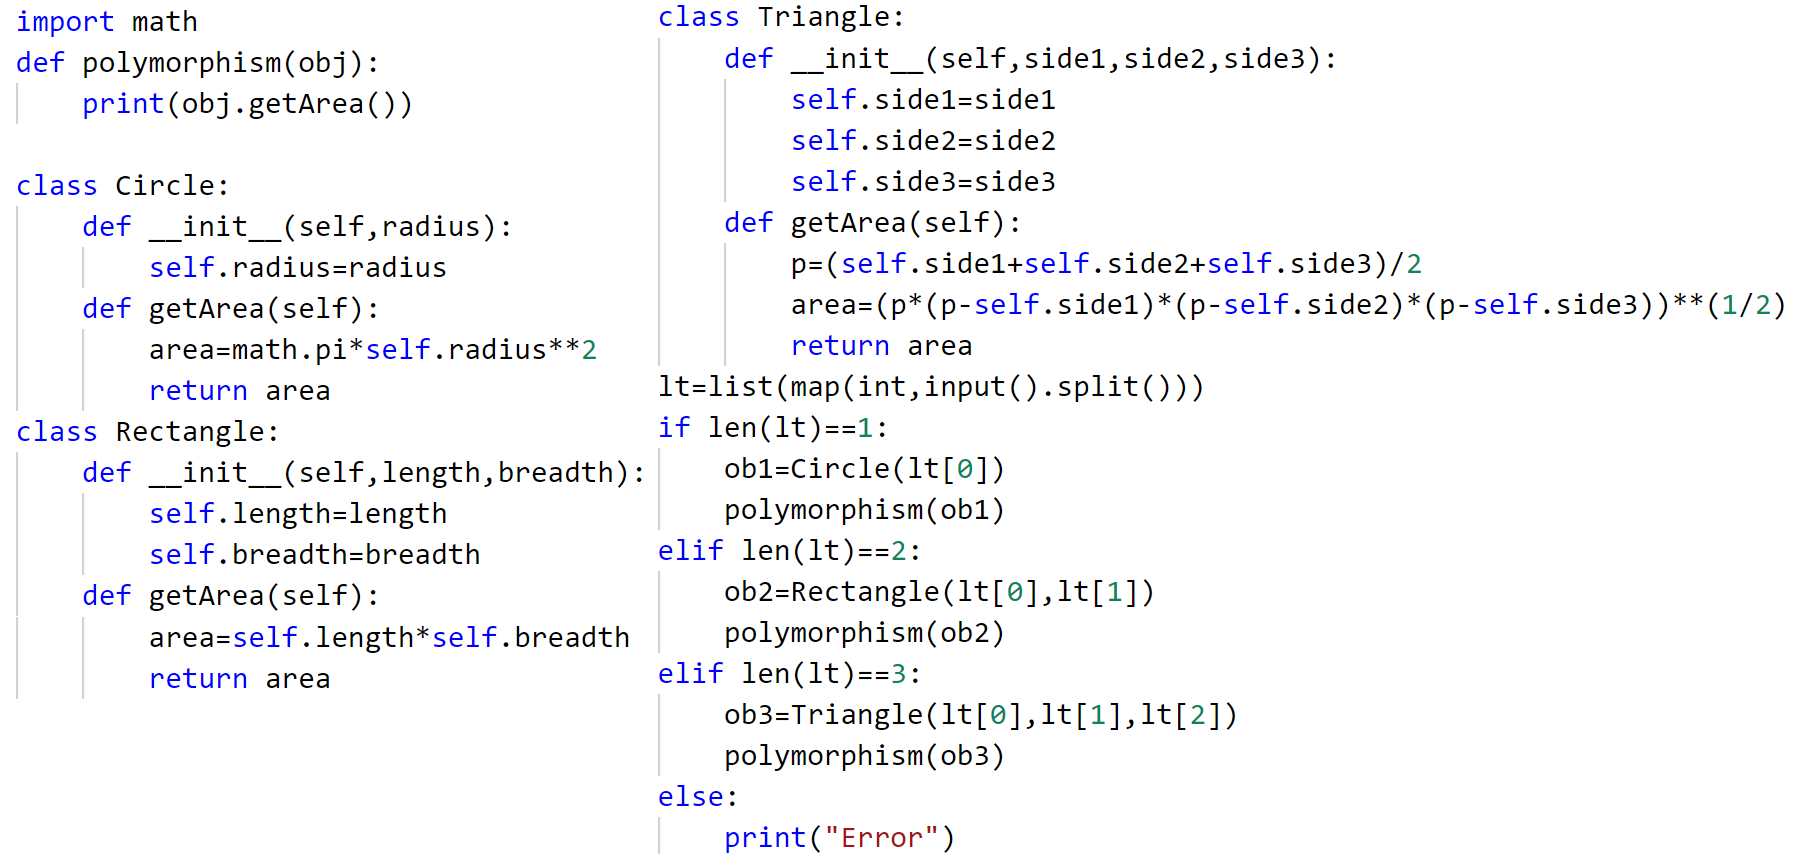 import math
def polymorphism(obj):
    print(obj.getArea())

class Circle:
    def __init__(self,radius):
        self.radius=radius
    def getArea(self):
        area=math.pi*self.radius**2
        return area
class Rectangle:
    def __init__(self,length,breadth):
        self.length=length
        self.breadth=breadth
    def getArea(self):
        area=self.length*self.breadth
        return area
class Triangle:
    def __init__(self,side1,side2,side3):
        self.side1=side1
        self.side2=side2
        self.side3=side3
    def getArea(self):
        p=(self.side1+self.side2+self.side3)/2
        area=(p*(p-self.side1)*(p-self.side2)*(p-self.side3))**(1/2)
        return area
lt=list(map(int,input().split()))
if len(lt)==1:
    ob1=Circle(lt[0])
    polymorphism(ob1)
elif len(lt)==2:
    ob2=Rectangle(lt[0],lt[1])
    polymorphism(ob2)
elif len(lt)==3:
    ob3=Triangle(lt[0],lt[1],lt[2])
    polymorphism(ob3)
else:
    print("Error")